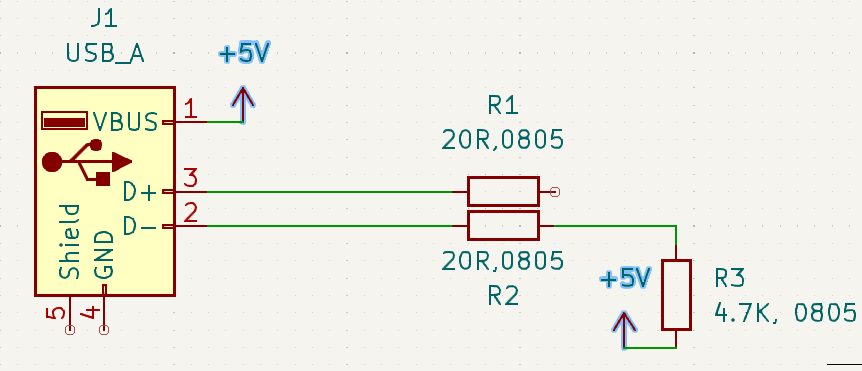 J1
USB_A
+5V
VBUS
1
R1
20R,0805
D+
3
D-
2
Shield
GND
5
4
20R,0805
R2
+5V
R3
4.7K, 0805